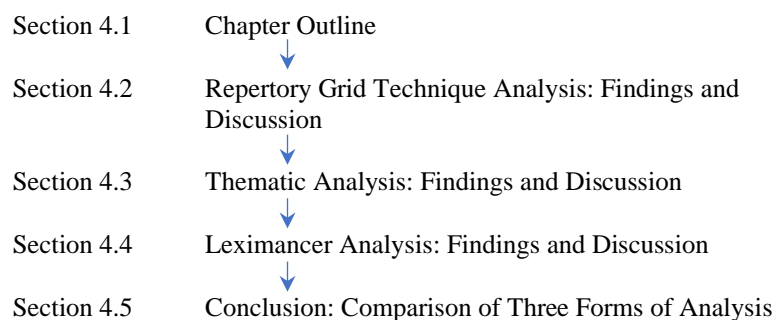 Section 4.1 Chapter Outline
Section 4.2 Repertory Grid Technique Analysis: Findings and
Discussion
Section 4.3 Thematic Analysis: Findings and Discussion
Section 4.4 Leximancer Analysis: Findings and Discussion
Section 4.5 Conclusion: Comparison of Three Forms of Analysis